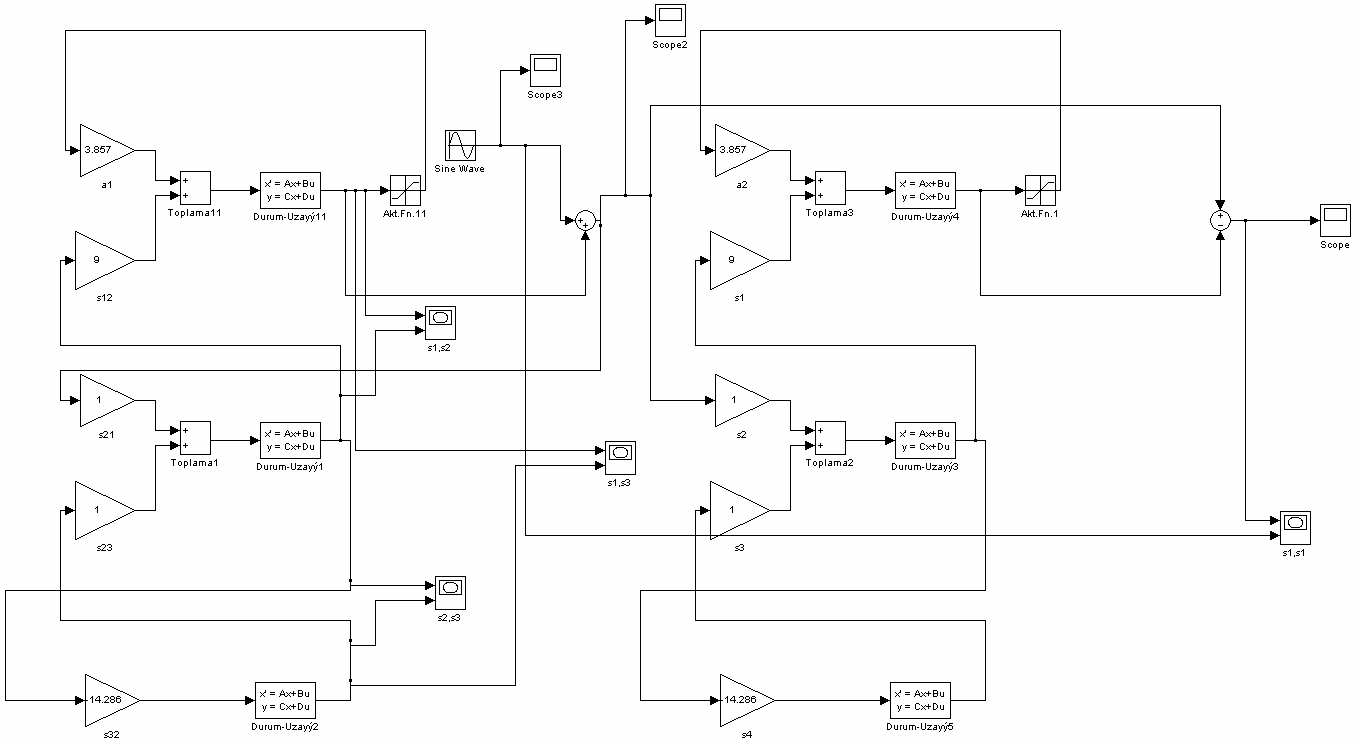 Scope2
Scope3
3.857
a1
+
+
Toplama11
x' = Ax+Bu
y = Cx+Du
Durum-Uzayý11
Akt.Fn.11
Sine Wave
3.857
a2
+
+
Toplama3
x' = Ax+Bu
y = Cx+Du
Durum-Uzayý4
Akt.Fn.1
+
+
+
−
Scope
9
s12
9
s1
s1,s2
1
s21
+
+
Toplama1
x' = Ax+Bu
y = Cx+Du
Durum-Uzayý1
1
s2
+
+
Toplama2
x' = Ax+Bu
y = Cx+Du
Durum-Uzayý3
s1,s3
1
s23
1
s3
s1,s1
s2,s3
-14.286
s32
x' = Ax+Bu
y = Cx+Du
Durum-Uzayý2
-14.286
s4
x' = Ax+Bu
y = Cx+Du
Durum-Uzayý5